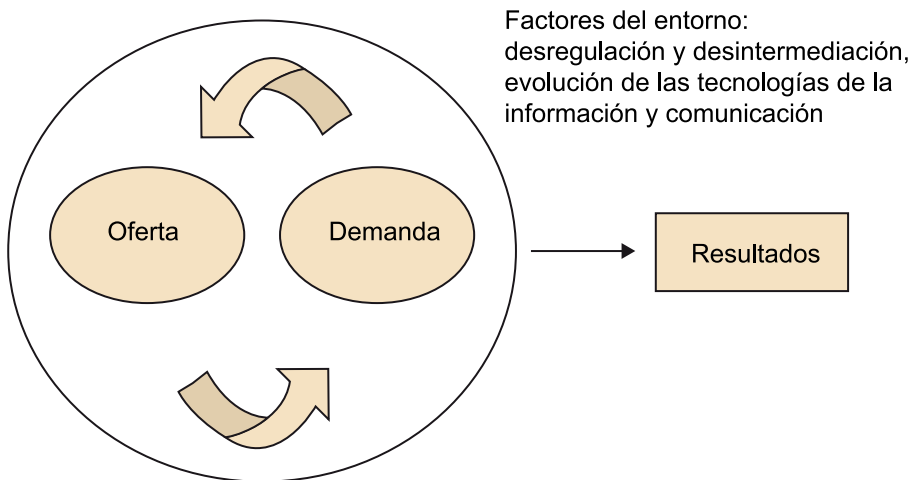 Factores del entorno:
desregulación y desintermediación,
evolución de las tecnologías de la
información y comunicación
Oferta
Demanda
Resultados